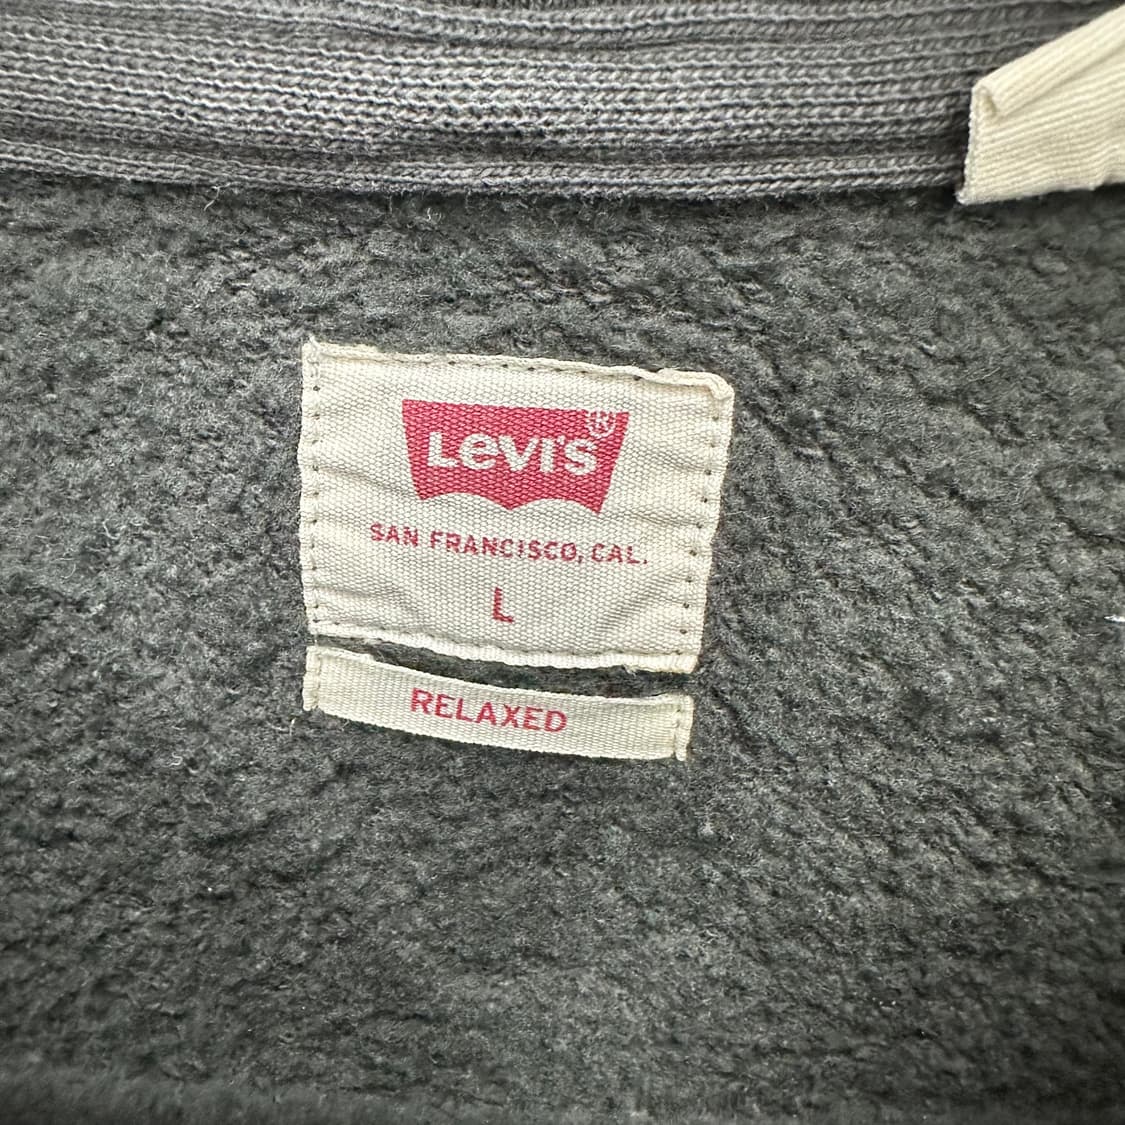 Levi's®
SAN FRANCISCO, CAL.
L
RELAXED